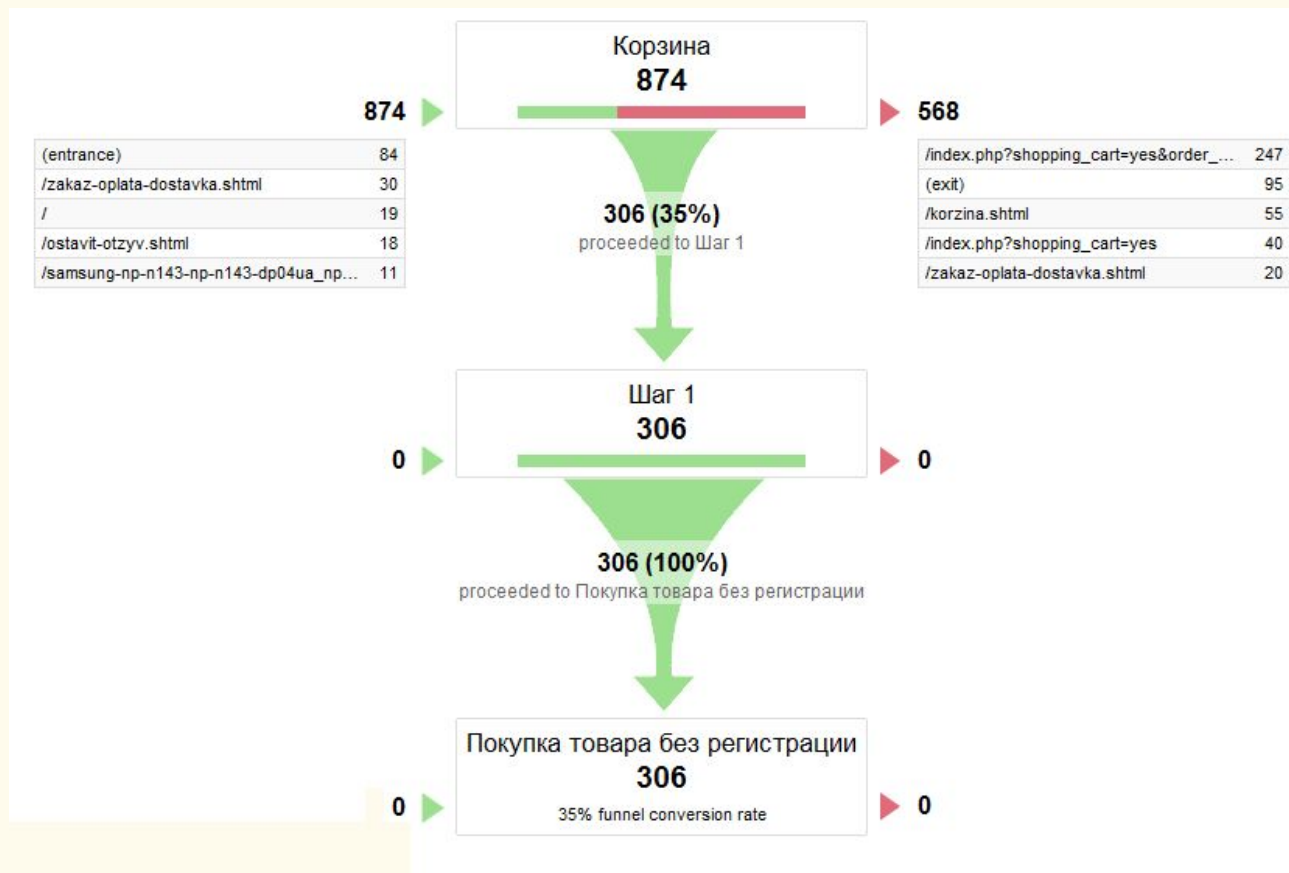 Корзина
874
874
568
(entrance) 84
/zakaz-oplata-dostavka.shtml 30
/ 19
/ostavit-otzyv.shtml 18
/samsung-np-n143-np-n143-dp04ua_np... 11
/index.php?shopping_cart=yes&order_... 247
(exit) 95
/korzina.shtml 55
/index.php?shopping_cart=yes 40
/zakaz-oplata-dostavka.shtml 20
306 (35%)
proceeded to Шаг 1
Шаг 1
306
0
0
306 (100%)
proceeded to Покупка товара без регистрации
Покупка товара без регистрации
306
35% funnel conversion rate
0
0